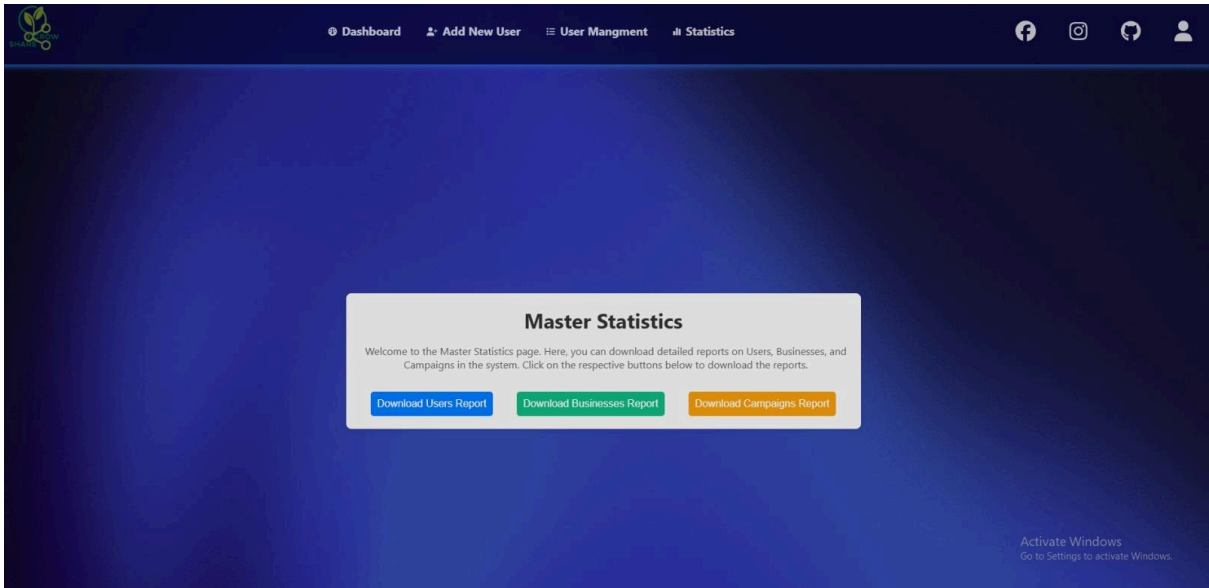 SHARE GROW
Dashboard Add New User User Mangment Statistics
Master Statistics
Welcome to the Master Statistics page. Here, you can download detailed reports on Users, Businesses, and
Campaigns in the system. Click on the respective buttons below to download the reports.
Download Users Report Download Businesses Report Download Campaigns Report
Activate Windows
Go to Settings to activate Windows.